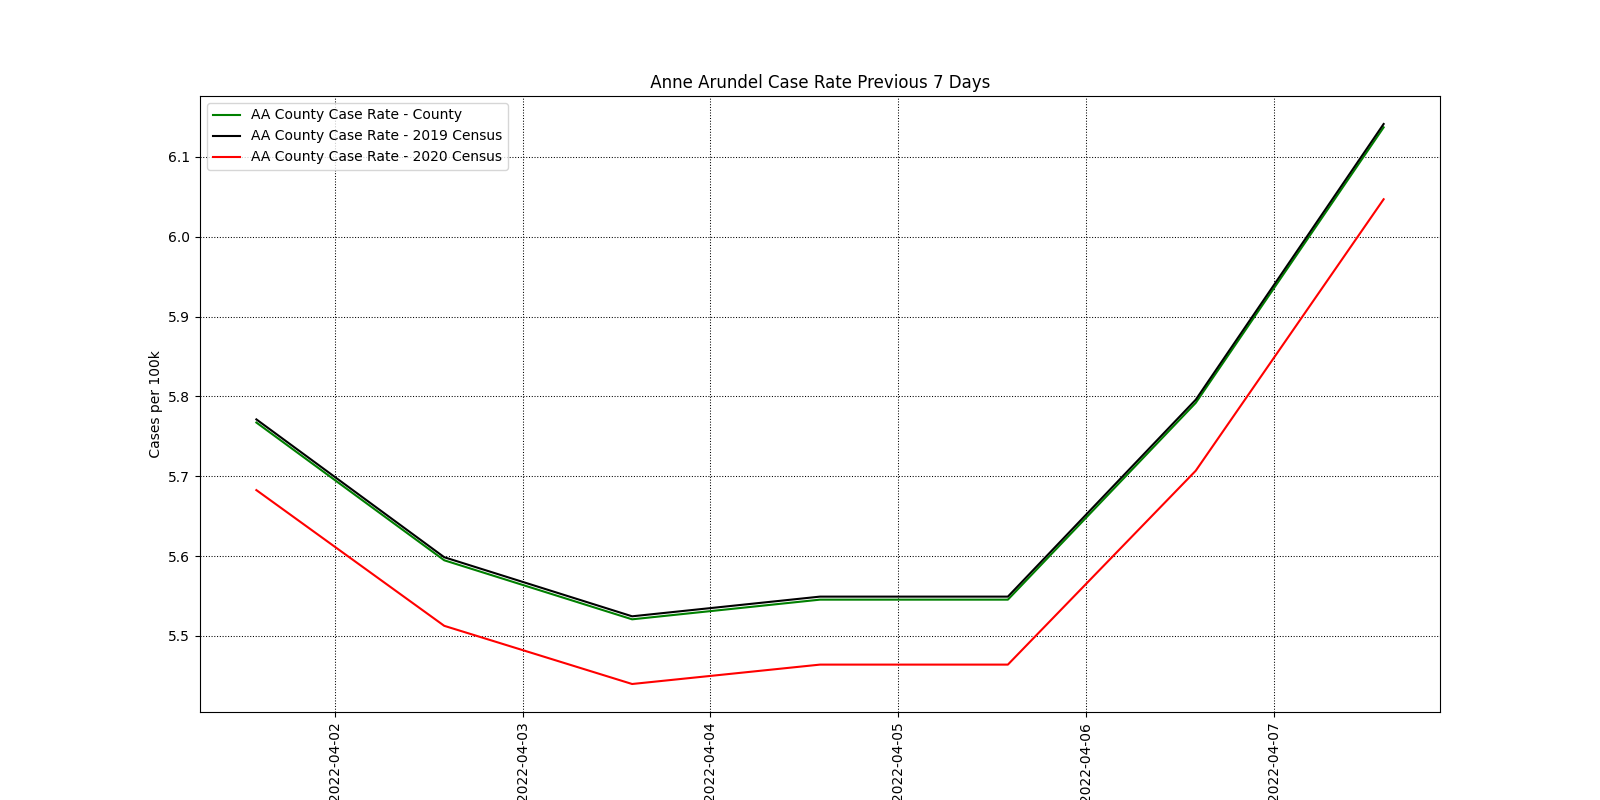 Anne Arundel Case Rate Previous 7 Days
AA County Case Rate - County
AA County Case Rate - 2019 Census
AA County Case Rate - 2020 Census
6.1
6.0
5.9
5.8
5.7
5.6
5.5
Cases per 100k
2022-04-02
2022-04-03
2022-04-04
2022-04-05
2022-04-06
2022-04-07